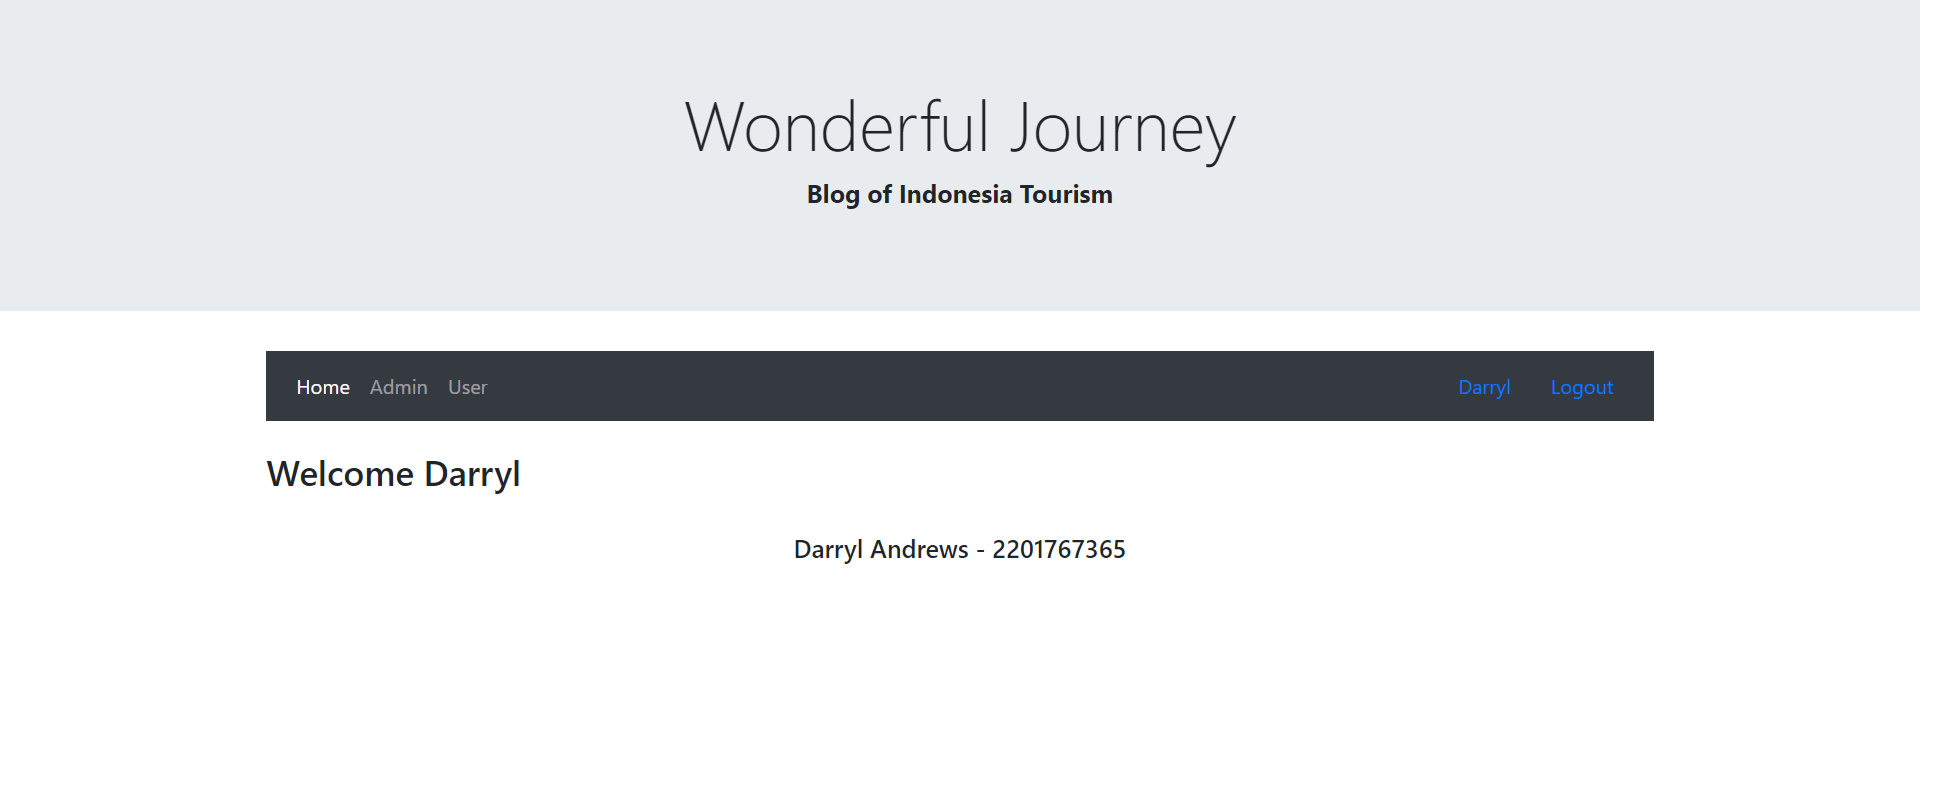 Wonderful Journey
Blog of Indonesia Tourism
Home Admin User Darryl Logout
Welcome Darryl
Darryl Andrews - 2201767365